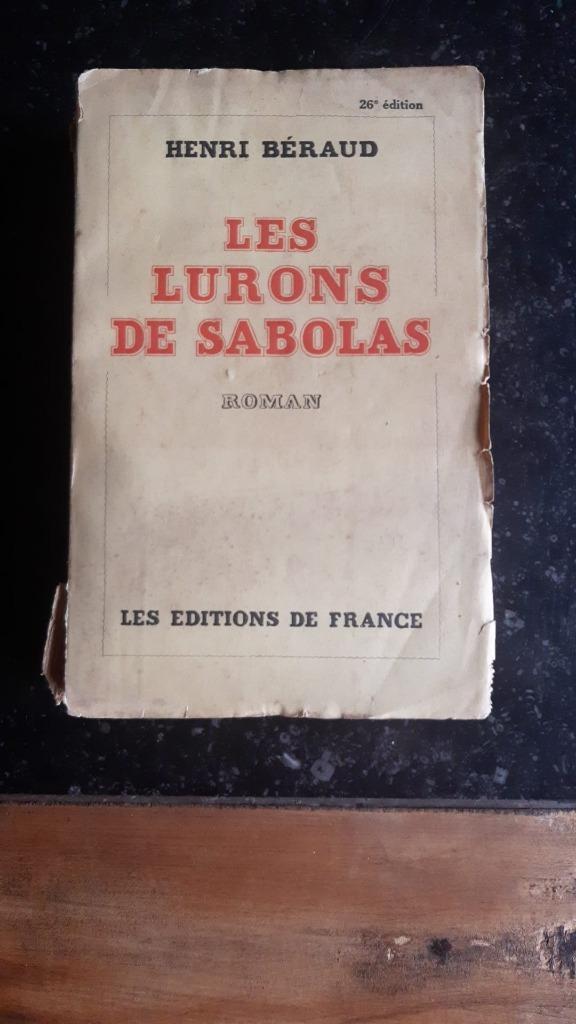 26e édition
HENRI BÉRAUD
LES
LURONS
DE SABOLAS
ROMAN
LES EDITIONS DE FRANCE